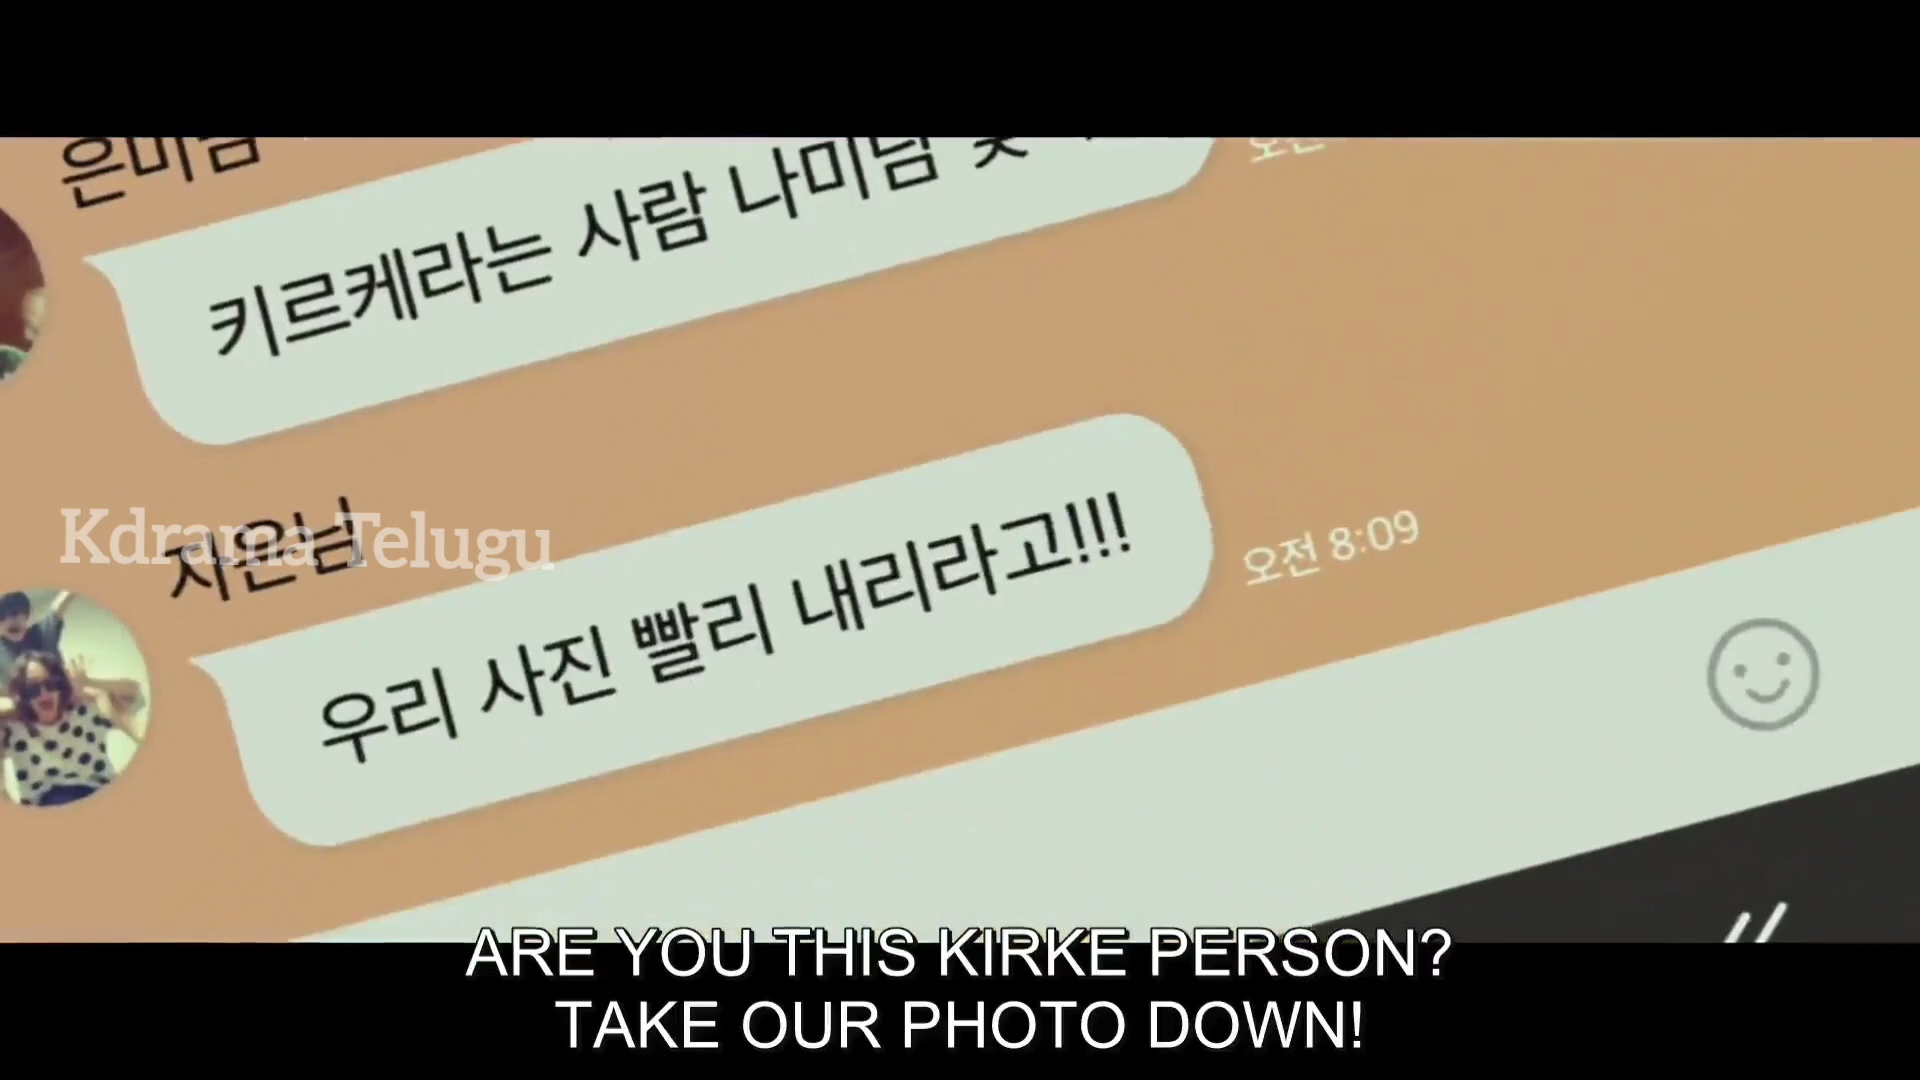 은미님
키르케라는 사람 나미님
오전
Kdrama Telugu
지은님
우리 사진 빨리 내리라고!!!
오전 8:09
ARE YOU THIS KIRKE PERSON?
TAKE OUR PHOTO DOWN!